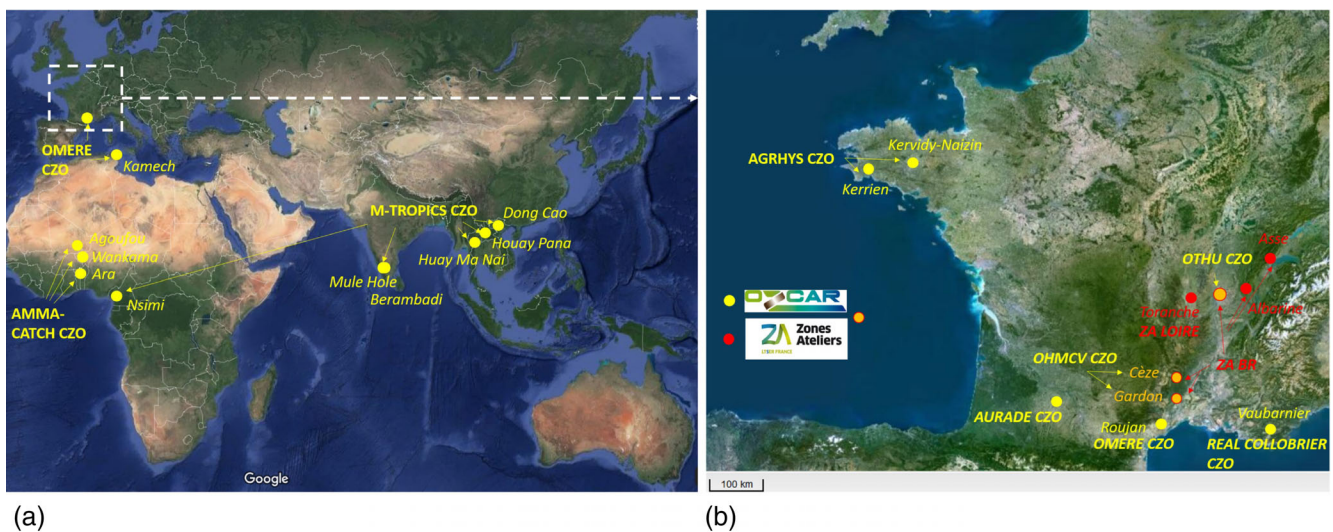 OMERE
CZO
Kamech
Agoufou
Wankama
Ara
AMMA-
CATCH CZO
Nsimi
M-TROPICS CZO
Dong Cao
Houay Pana
Huay Ma Nai
Mule Hole
Berambadi
Google
(a)
Kervidy-Naizin
AGRHYS CZO
Kerrien
Asse
OTHU CZO
Albarine
Toranche
ZA LOIRE
OZCAR
ZA
Zones
Ateliers
LTSER FRANCE
OHMCV CZO
Cèze
ZA BR
Gardon
AURADE CZO
Roujan
OMERE CZO
Vaubarnier
REAL COLLOBRIER
CZO
100 km
(b)